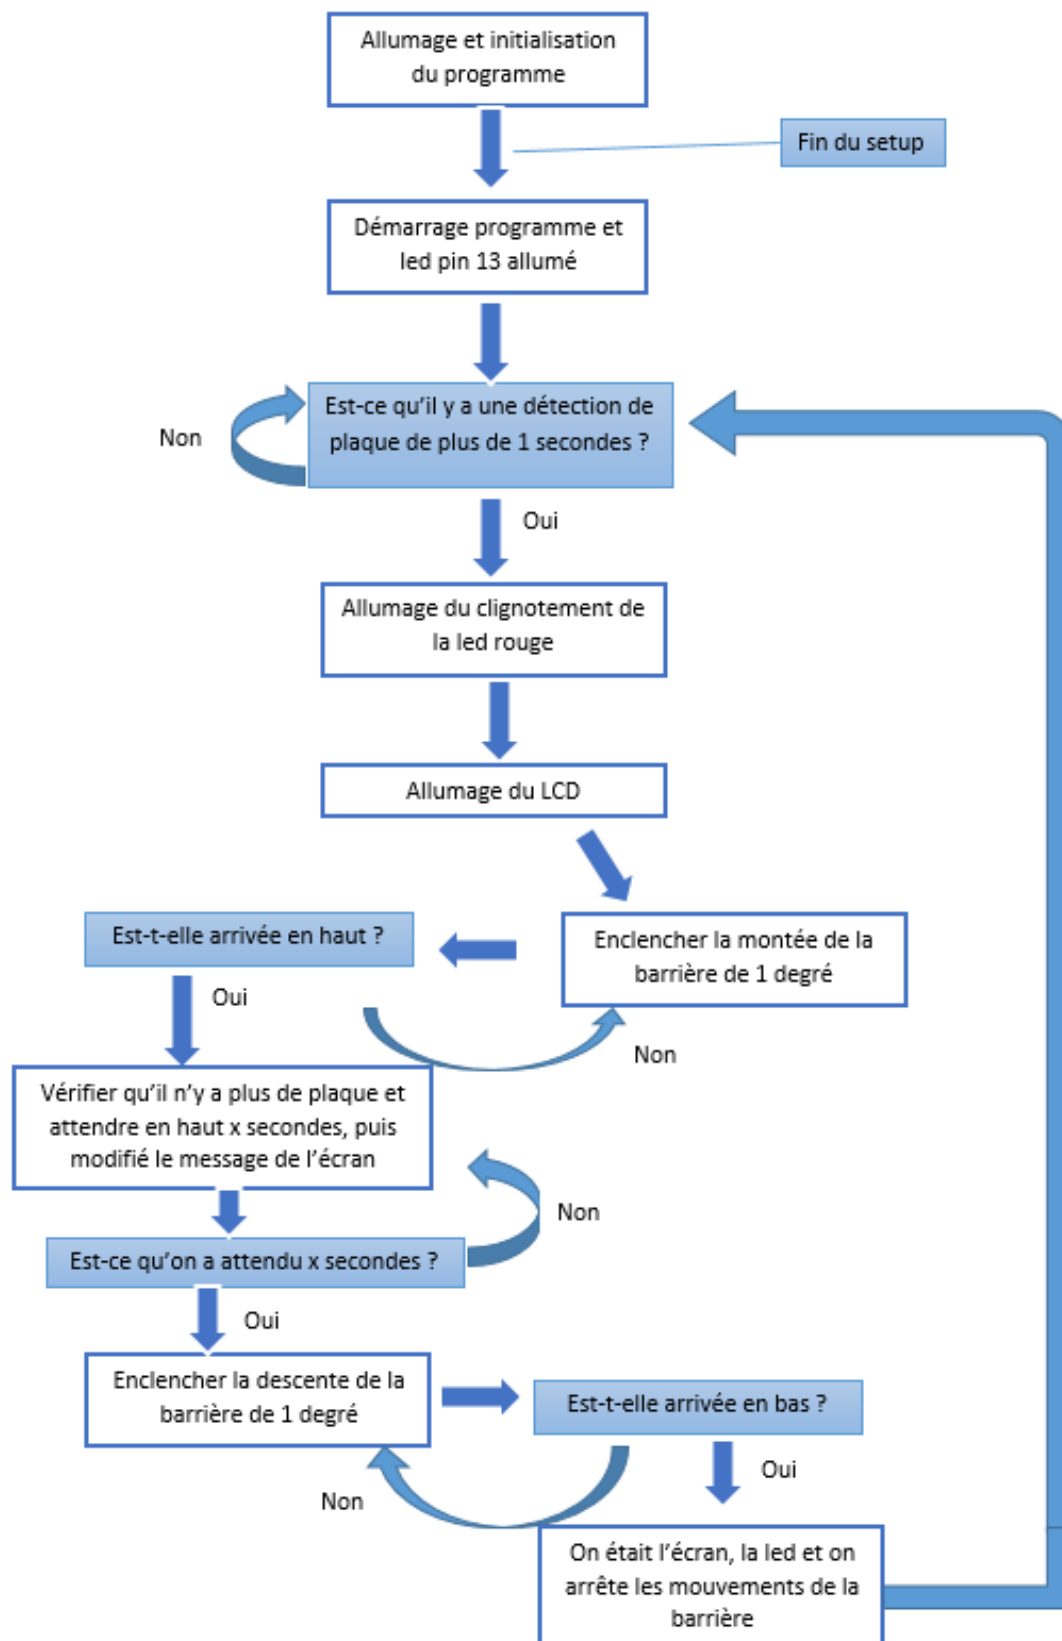 Allumage et initialisation
du programme
Fin du setup
Démarrage programme et
led pin 13 allumé
Est-ce qu'il y a une détection de
plaque de plus de 1 secondes ?
Non
Oui
Allumage du clignotement de
la led rouge
Allumage du LCD
Enclencher la montée de la
barrière de 1 degré
Est-t-elle arrivée en haut ?
Oui
Non
Vérifier qu'il n'y a plus de plaque et
attendre en haut x secondes, puis
modifié le message de l'écran
Non
Est-ce qu'on a attendu x secondes ?
Oui
Enclencher la descente de la
barrière de 1 degré
Est-t-elle arrivée en bas ?
Non
Oui
On était l'écran, la led et on
arrête les mouvements de la
barrière